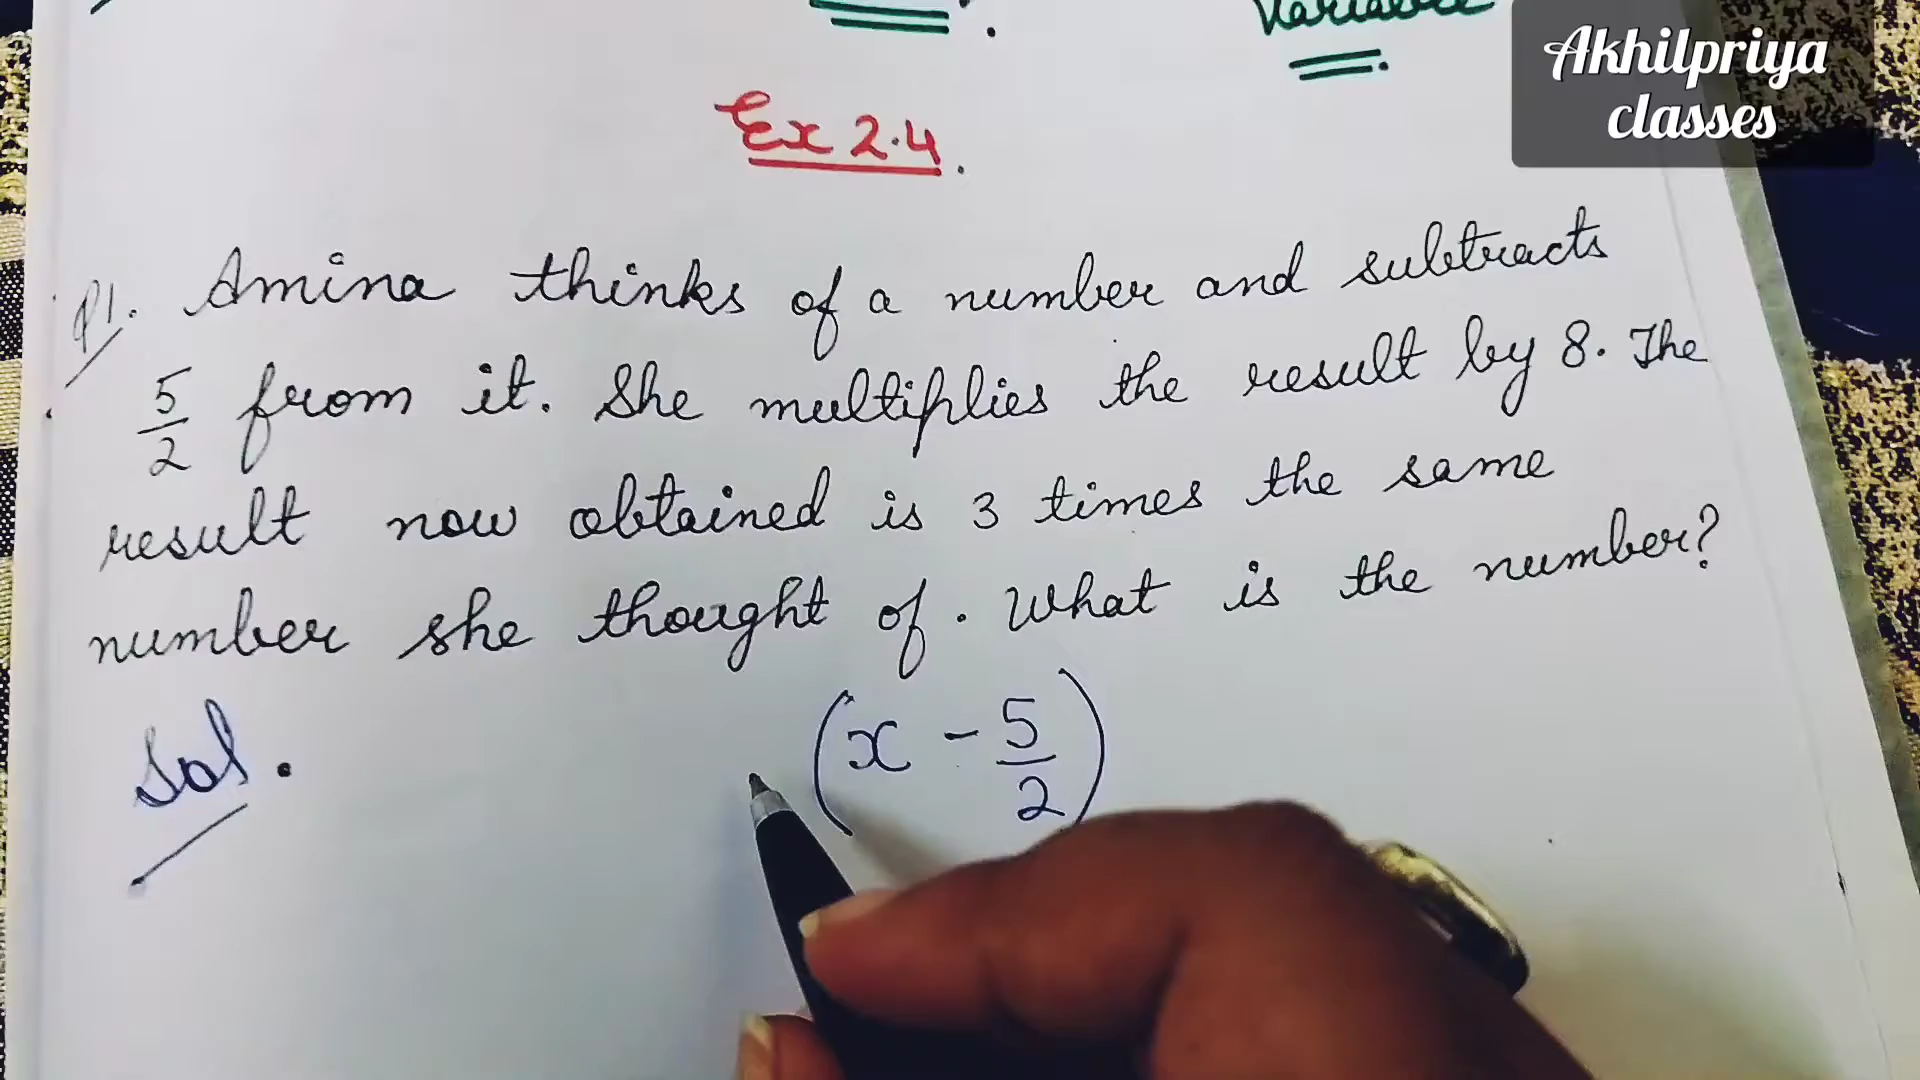 Variable
Akhilpriya
classes
Ex 2.4.
Q1. Amina thinks of a number and subtracts
5/2 from it. She multiplies the result by 8. The
result now obtained is 3 times the same
number she thought of. What is the number?
Sol.
(x - 5/2)